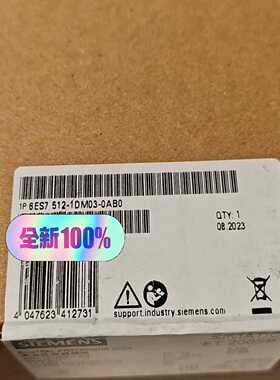 1P 6ES7 512-1DM03-0AB0
QTY: 1
08.2023
全新100%
support.industry.siemens.com
4 047623 412731
SIEMENS